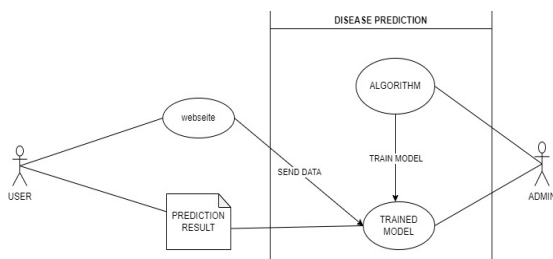 DISEASE PREDICTION
ALGORITHM
webseite
SEND DATA
TRAIN MODEL
USER
ADMIN
PREDICTION
RESULT
TRAINED
MODEL